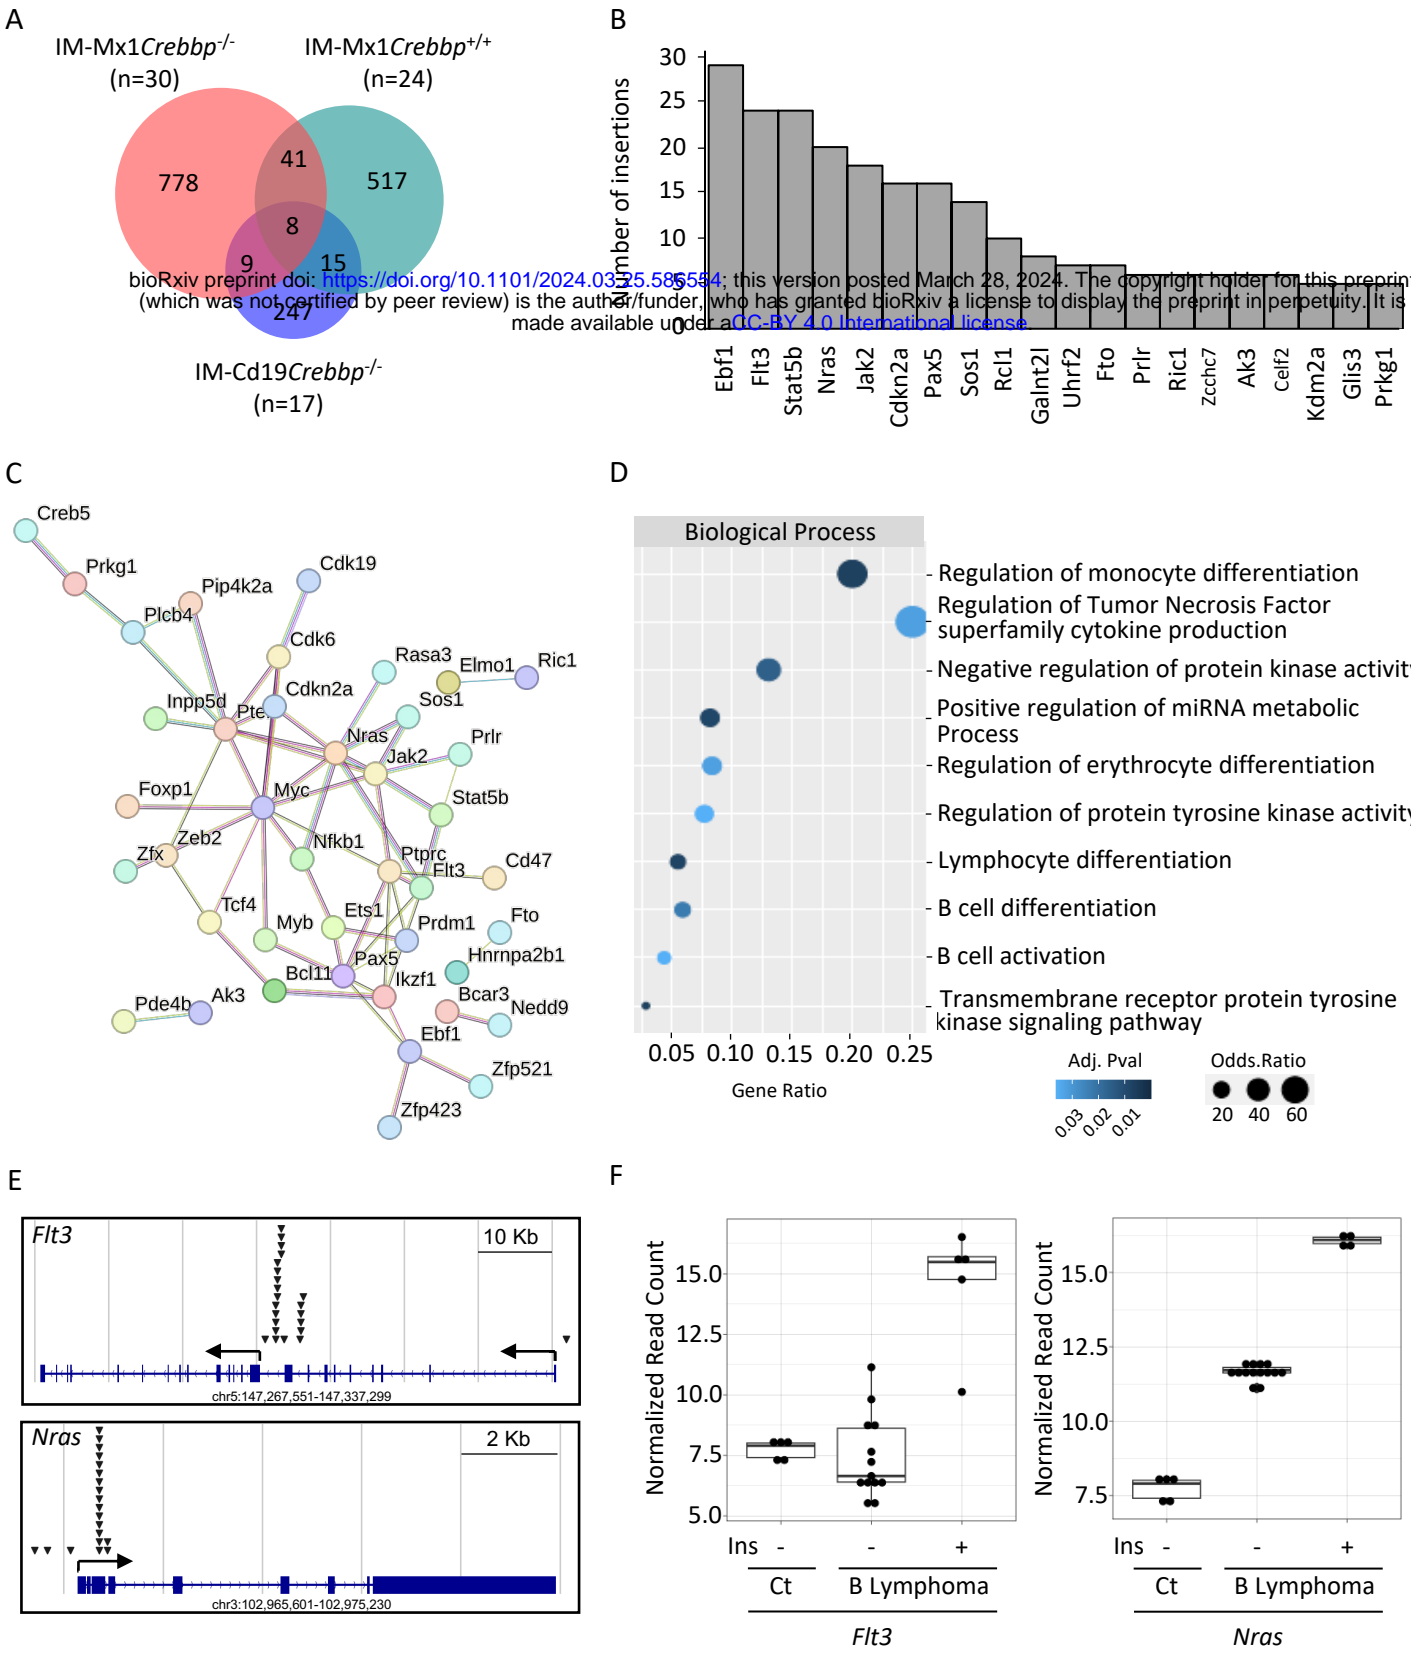 A
IM-Mx1Crebbp-/-
(n=30)
IM-Mx1Crebbp+/+
(n=24)
778
41
517
8
9
15
247
IM-Cd19Crebbp-/-
(n=17)
bioRxiv preprint doi: https://doi.org/10.1101/2024.03.25.586554; this version posted March 28, 2024. The copyright holder for this preprint
(which was not certified by peer review) is the author/funder, who has granted bioRxiv a license to display the preprint in perpetuity. It is
made available under aCC-BY 4.0 International license.
B
Number of insertions
30
25
20
15
10
5
0
Ebf1
Flt3
Stat5b
Nras
Jak2
Cdkn2a
Pax5
Sos1
Rcl1
Galnt2l
Uhrf2
Fto
Prlr
Ric1
Zcchc7
Ak3
Celf2
Kdm2a
Glis3
Prkg1
C
Creb5
Prkg1
Pip4k2a
Cdk19
Plcb4
Cdk6
Rasa3
Elmo1
Ric1
Inpp5d
Cdkn2a
Pte
Sos1
Nras
Jak2
Prlr
Foxp1
Myc
Stat5b
Zfx
Zeb2
Nfkb1
Ptprc
Flt3
Cd47
Tcf4
Myb
Ets1
Prdm1
Fto
Hnrnpa2b1
Bcl11
Pax5
Ikzf1
Pde4b
Ak3
Bcar3
Nedd9
Ebf1
Zfp521
Zfp423
D
Biological Process
Regulation of monocyte differentiation
Regulation of Tumor Necrosis Factor
superfamily cytokine production
Negative regulation of protein kinase activity
Positive regulation of miRNA metabolic
Process
Regulation of erythrocyte differentiation
Regulation of protein tyrosine kinase activity
Lymphocyte differentiation
B cell differentiation
B cell activation
Transmembrane receptor protein tyrosine
kinase signaling pathway
0.05 0.10 0.15 0.20 0.25
Gene Ratio
Adj. Pval
0.03 0.02 0.01
Odds.Ratio
20 40 60
E
Flt3
10 Kb
chr5:147,267,551-147,337,299
Nras
2 Kb
chr3:102,965,601-102,975,230
F
Normalized Read Count
15.0
12.5
10.0
7.5
5.0
Ins - - +
Ct B Lymphoma
Flt3
Normalized Read Count
15.0
12.5
10.0
7.5
Ins - - +
Ct B Lymphoma
Nras